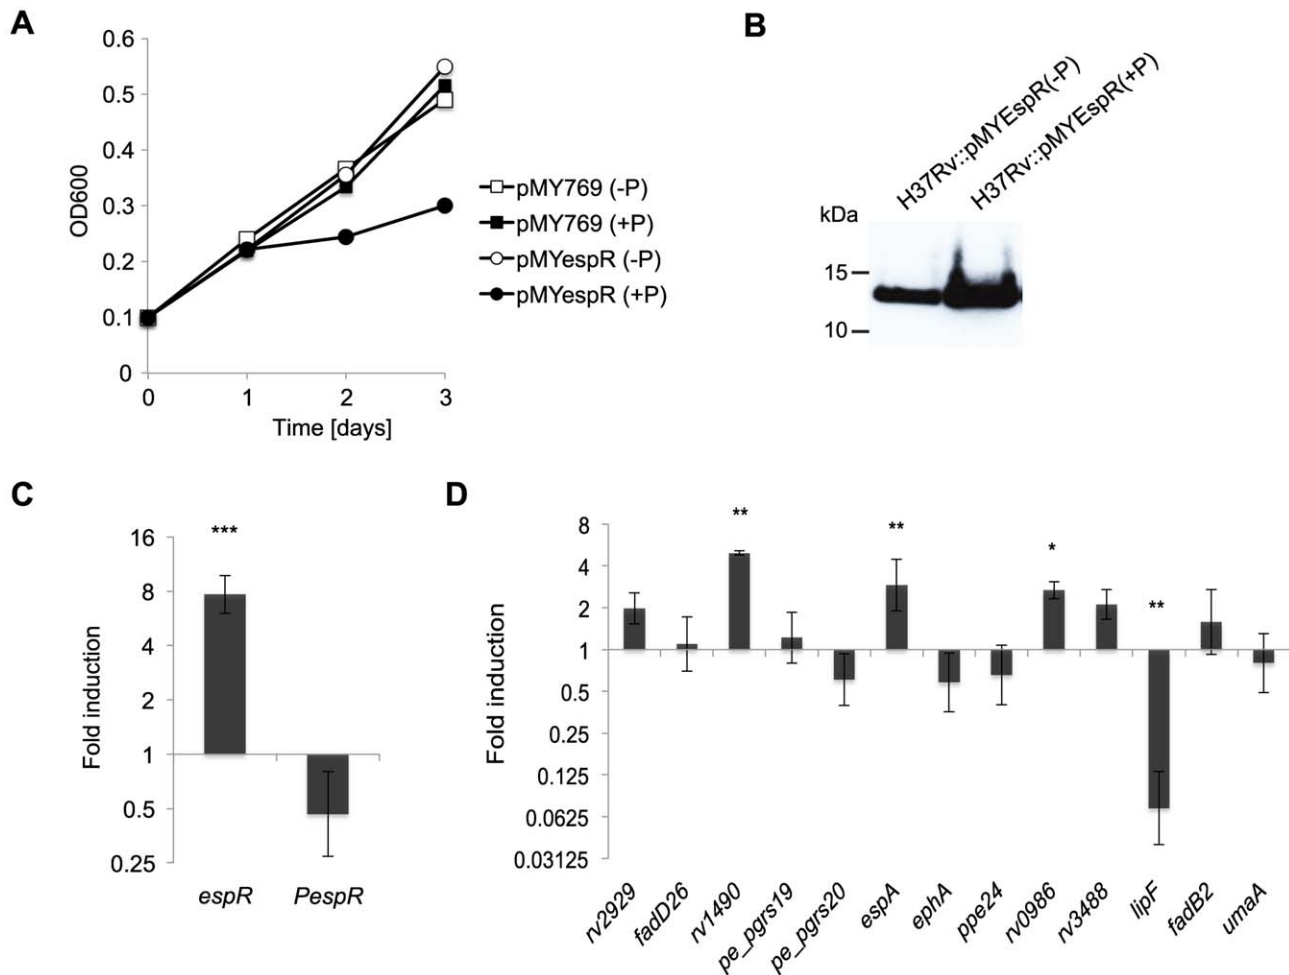 A
0.6
0.5
0.4
0.3
0.2
0.1
0
OD600
0 1 2 3
Time [days]
pMY769 (-P)
pMY769 (+P)
pMYespR (-P)
pMYespR (+P)
B
H37Rv::pMYEspR(-P)
H37Rv::pMYEspR(+P)
kDa
15
10
C
16
8
4
2
1
0.5
0.25
Fold induction
***
espR PespR
D
8
4
2
1
0.5
0.25
0.125
0.0625
0.03125
Fold induction
**
**
*
**
rv2929
fadD26
rv1490
pe_pgrs19
pe_pgrs20
espA
ephA
ppe24
rv0986
rv3488
lipF
fadB2
umaA